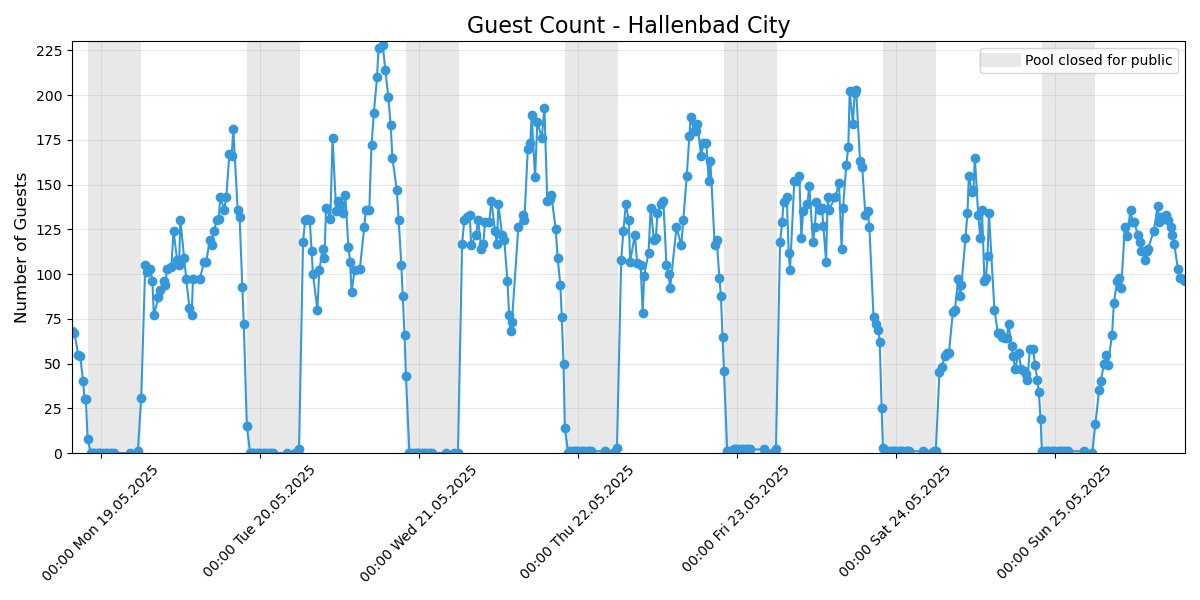 Guest Count - Hallenbad City
Pool closed for public
Number of Guests
225
200
175
150
125
100
75
50
25
0
00:00 Mon 19.05.2025
00:00 Tue 20.05.2025
00:00 Wed 21.05.2025
00:00 Thu 22.05.2025
00:00 Fri 23.05.2025
00:00 Sat 24.05.2025
00:00 Sun 25.05.2025